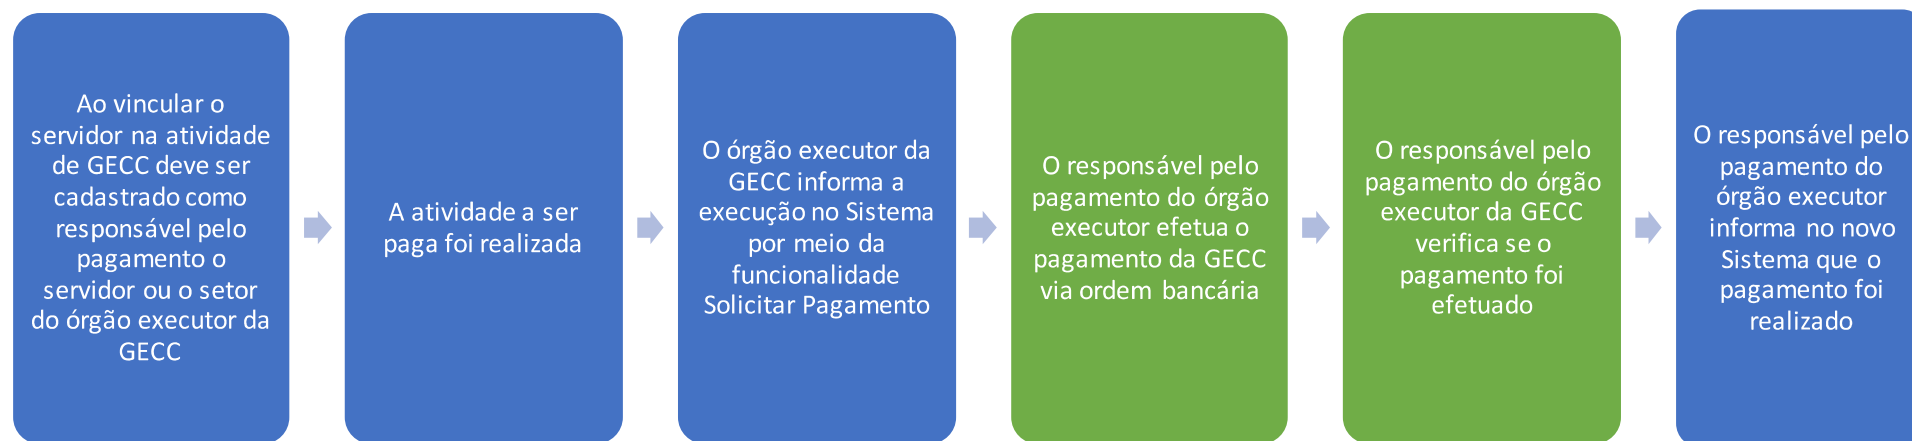 Ao vincular o
servidor na atividade
de GECC deve ser
cadastrado como
responsável pelo
pagamento o
servidor ou o setor
do órgão executor da
GECC
A atividade a ser
paga foi realizada
O órgão executor da
GECC informa a
execução no Sistema
por meio da
funcionalidade
Solicitar Pagamento
O responsável pelo
pagamento do órgão
executor efetua o
pagamento da GECC
via ordem bancária
O responsável pelo
pagamento do órgão
executor da GECC
verifica se o
pagamento foi
efetuado
O responsável pelo
pagamento do
órgão executor
informa no novo
Sistema que o
pagamento foi
realizado